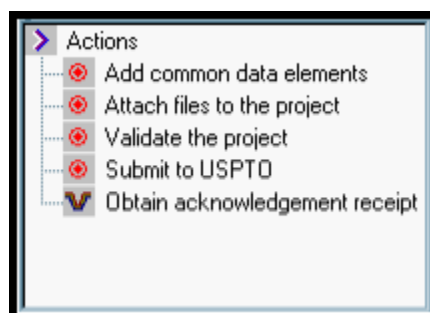 Actions
Add common data elements
Attach files to the project
Validate the project
Submit to USPTO
Obtain acknowledgement receipt